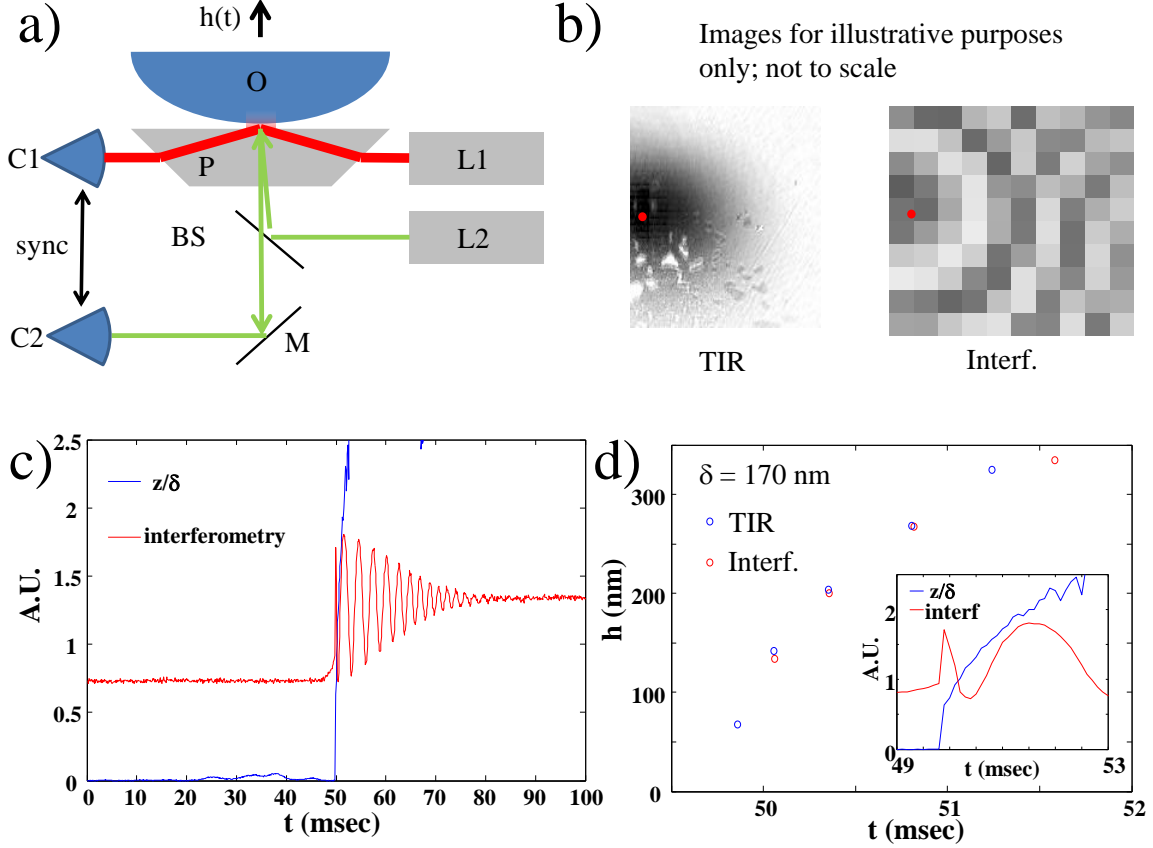 a)
h(t)
O
C1
P
L1
sync
BS
L2
C2
M
b)
Images for illustrative purposes
only; not to scale
TIR
Interf.
c)
2.5
2
1.5
1
0.5
0
A.U.
z/δ
interferometry
0 10 20 30 40 50 60 70 80 90 100
t (msec)
d)
δ = 170 nm
TIR
Interf.
300
200
100
0
h (nm)
50 51 52
t (msec)
z/δ
interf
2
1
0
A.U.
49 53
t (msec)